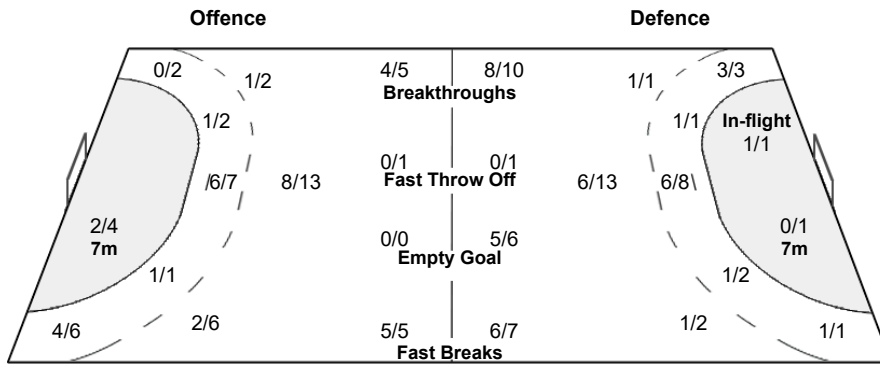 Offence Defence
0/2 1/2 4/5 8/10 1/1 3/3
Breakthroughs
1/2 1/1 In-flight
1/1
0/1 0/1
6/7 8/13 Fast Throw Off 6/13 6/8
2/4 0/1
7m 7m
0/0 5/6
Empty Goal
1/1 1/2
4/6 2/6 5/5 6/7 1/2 1/1
Fast Breaks